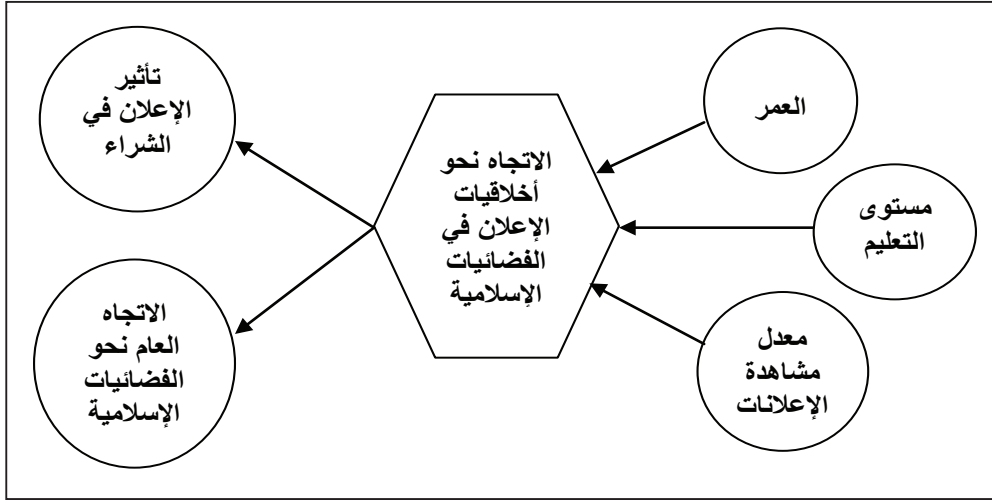 العمر
مستوى
التعليم
معدل
مشاهدة
الإعلانات
الاتجاه نحو
أخلاقيات
الإعلان في
الفضائيات
الإسلامية
تأثير
الإعلان في
الشراء
الاتجاه
العام نحو
الفضائيات
الإسلامية